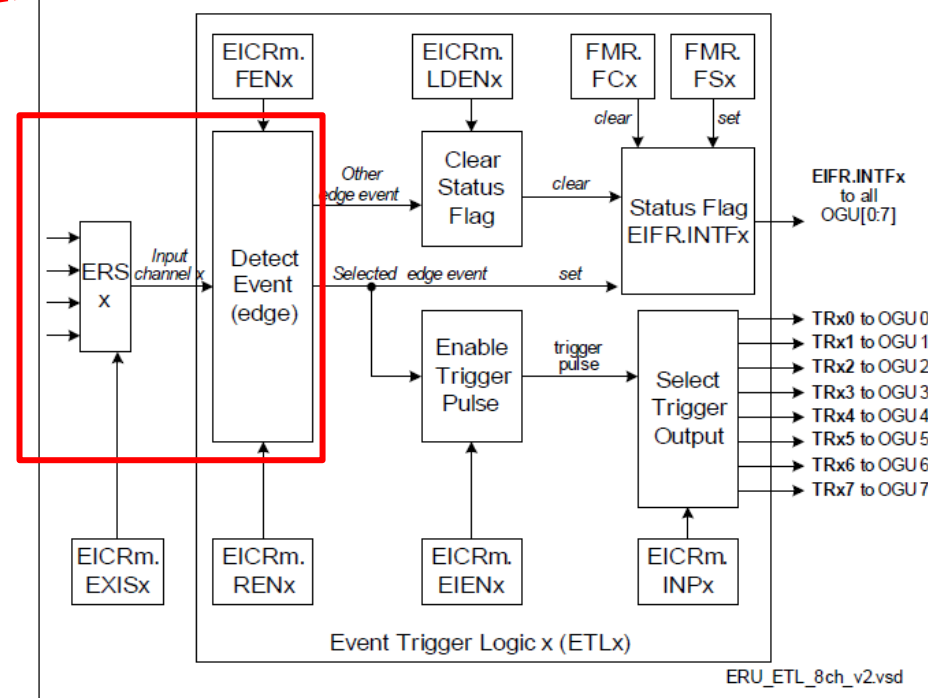 EICRm.
FENx
EICRm.
LDENx
FMR.
FCx
FMR.
FSx
clear
set
Other
edge event
Clear
Status
Flag
clear
Status Flag
EIFR.INTFx
EIFR.INTFx
to all
OGU[0:7]
ERS
x
Input
channel x
Detect
Event
(edge)
Selected edge event
set
Enable
Trigger
Pulse
trigger
pulse
Select
Trigger
Output
TRx0 to OGU 0
TRx1 to OGU 1
TRx2 to OGU 2
TRx3 to OGU 3
TRx4 to OGU 4
TRx5 to OGU 5
TRx6 to OGU 6
TRx7 to OGU 7
EICRm.
EXISx
EICRm.
RENx
EICRm.
EIENx
EICRm.
INPx
Event Trigger Logic x (ETLx)
ERU_ETL_8ch_v2.vsd